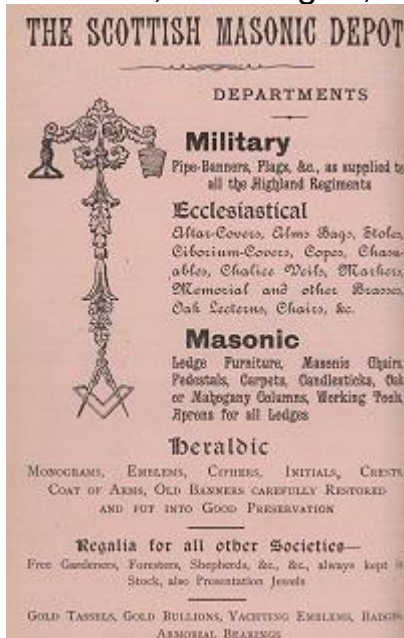 THE SCOTTISH MASONIC DEPOT
DEPARTMENTS
Military
Pipe-Banners, Flags, &c., as supplied to
all the Highland Regiments
Ecclesiastical
Altar-Covers, Alms Bags, Stoles,
Ciborium-Covers, Copes, Chasu-
ables, Chalice Veils, Markers,
Memorial and other Brasses,
Oak Lecterns, Chairs, &c.
Masonic
Lodge Furniture, Masonic Chairs,
Pedestals, Carpets, Candlesticks, Oak
or Mahogany Columns, Working Tools,
Aprons for all Lodges
Heraldic
MONOGRAMS, EMBLEMS, CIPHERS, INITIALS, CRESTS
COAT OF ARMS, OLD BANNERS CAREFULLY RESTORED
AND PUT INTO GOOD PRESERVATION
Regalia for all other Societies—
Free Gardeners, Foresters, Shepherds, &c., &c., always kept in
Stock, also Presentation Jewels
GOLD TASSELS, GOLD BULLIONS, YACHTING EMBLEMS, BADGES
ARMORIAL BEARINGS